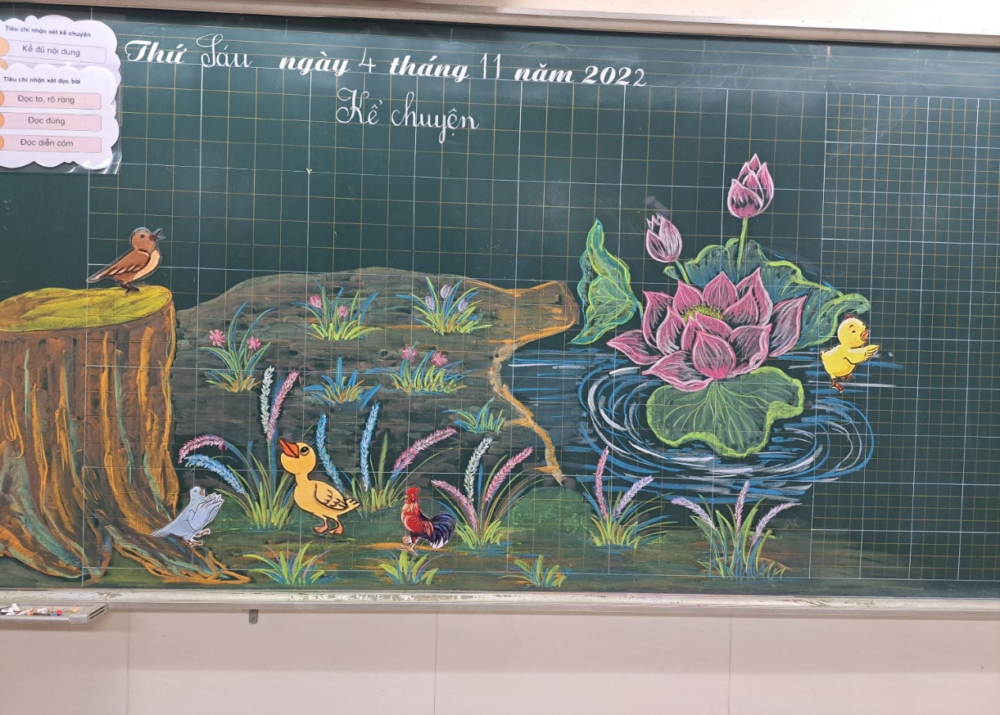 Tiêu chí nhận xét kể chuyện
Kể đủ nội dung
Tiêu chí nhận xét đọc bài
Đọc to, rõ ràng
Đọc đúng
Đọc diễn cảm
Thứ Sáu ngày 4 tháng 11 năm 2022
Kể chuyện